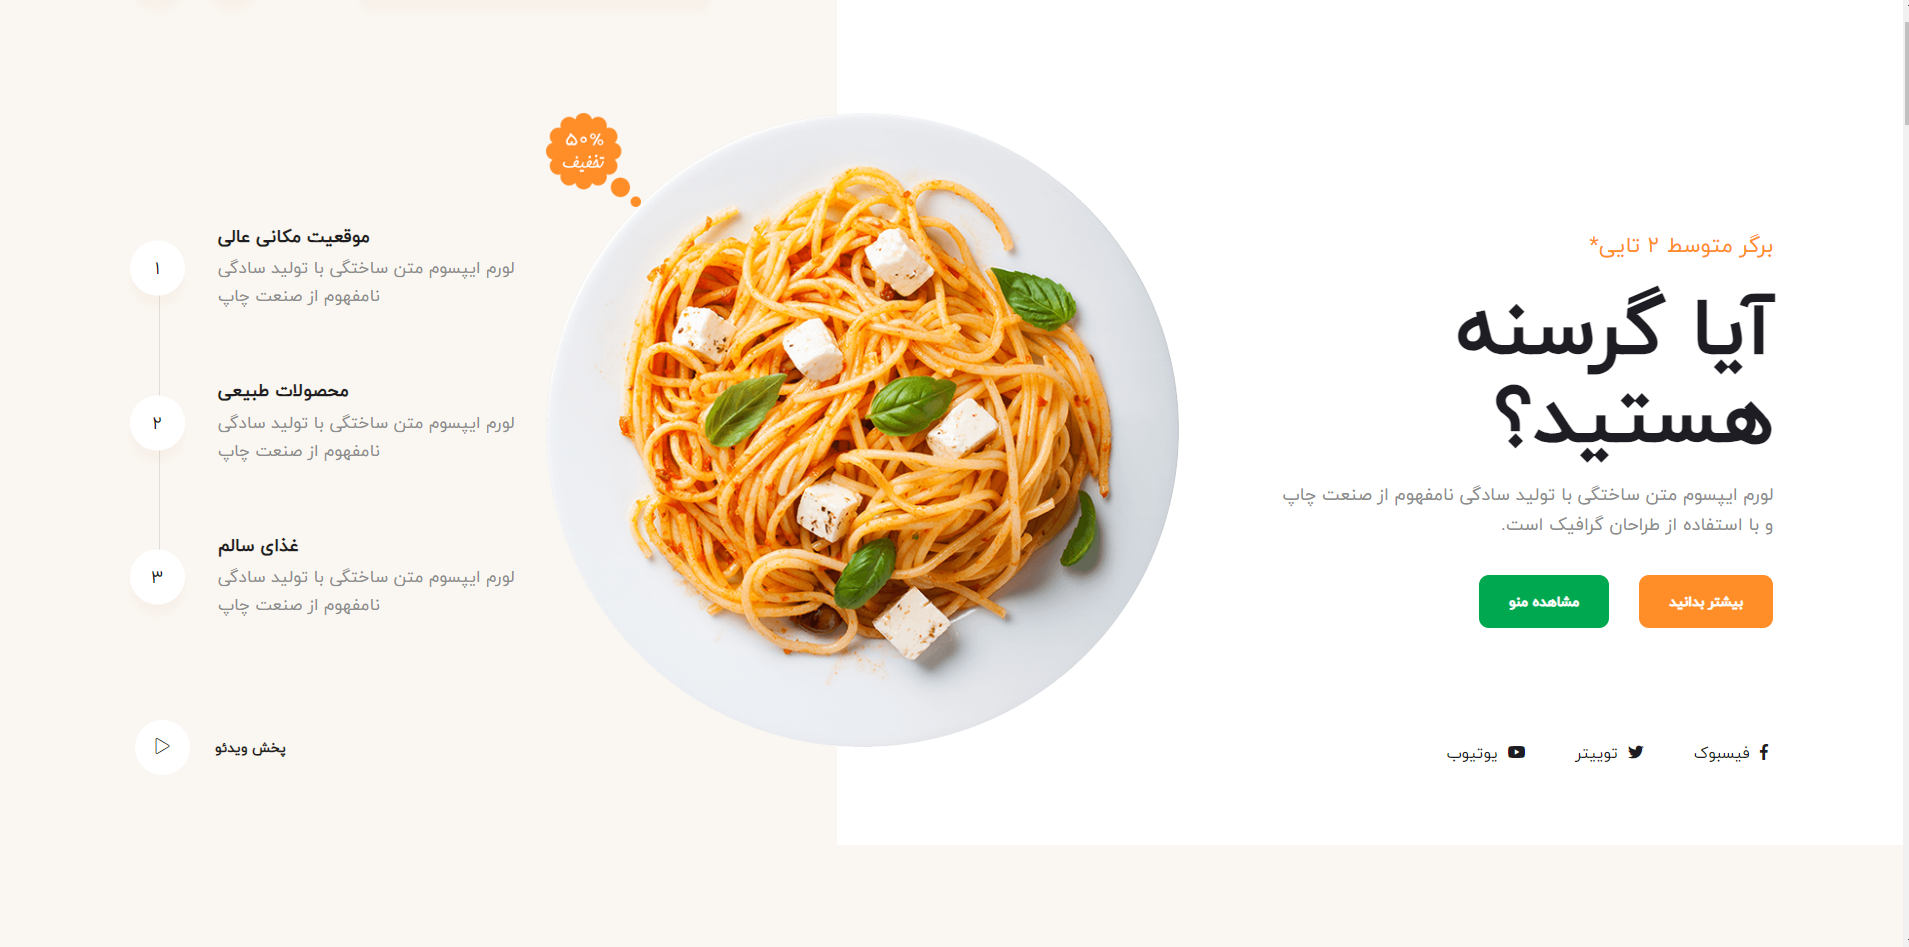 برگر متوسط ۲ تایی*
آیا گرسنه
هستید؟
لورم ایپسوم متن ساختگی با تولید سادگی نامفهوم از صنعت چاپ
و با استفاده از طراحان گرافیک است.
بیشتر بدانید
مشاهده منو
فیسبوک
توییتر
یوتیوب
۵۰%
تخفیف
۱
موقعیت مکانی عالی
لورم ایپسوم متن ساختگی با تولید سادگی
نامفهوم از صنعت چاپ
۲
محصولات طبیعی
لورم ایپسوم متن ساختگی با تولید سادگی
نامفهوم از صنعت چاپ
۳
غذای سالم
لورم ایپسوم متن ساختگی با تولید سادگی
نامفهوم از صنعت چاپ
پخش ویدئو